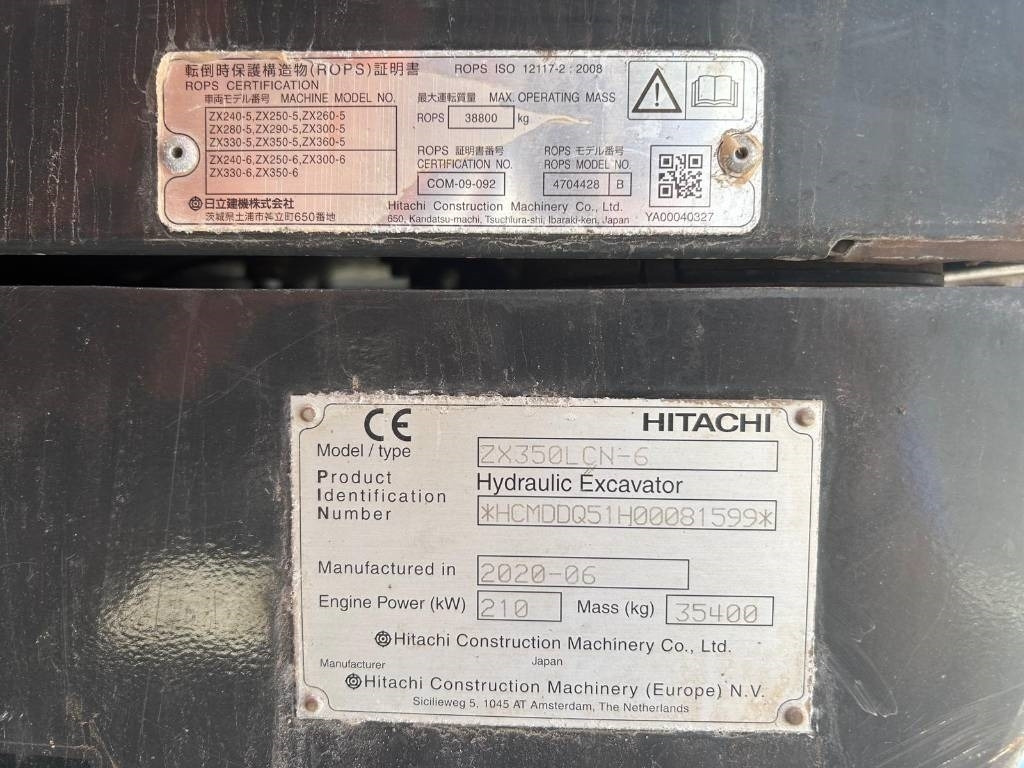 転倒時保護構造物(ROPS)証明書 ROPS ISO 12117-2 : 2008
ROPS CERTIFICATION
車両モデル番号 MACHINE MODEL NO. 最大運転質量 MAX. OPERATING MASS
ZX240-5,ZX250-5,ZX260-5
ZX280-5,ZX290-5,ZX300-5
ZX330-5,ZX350-5,ZX360-5
ROPS 38800 kg
ZX240-6,ZX250-6,ZX300-6
ZX330-6,ZX350-6
ROPS 証明書番号 ROPS モデル番号
CERTIFICATION NO. ROPS MODEL NO.
COM-09-092 4704428 B
日立建機株式会社 Hitachi Construction Machinery Co., Ltd.
茨城県土浦市神立町650番地 650, Kandatsu-machi, Tsuchiura-shi, Ibaraki-ken, Japan YA00040327
CE HITACHI
Model / type ZX350LCN-6
Product Hydraulic Excavator
Identification
Number *HCMDDQ51H00081599*
Manufactured in 2020-06
Engine Power (kW) 210 Mass (kg) 35400
Hitachi Construction Machinery Co., Ltd.
Japan
Manufacturer
Hitachi Construction Machinery (Europe) N.V.
Sicilieweg 5, 1045 AT Amsterdam, The Netherlands